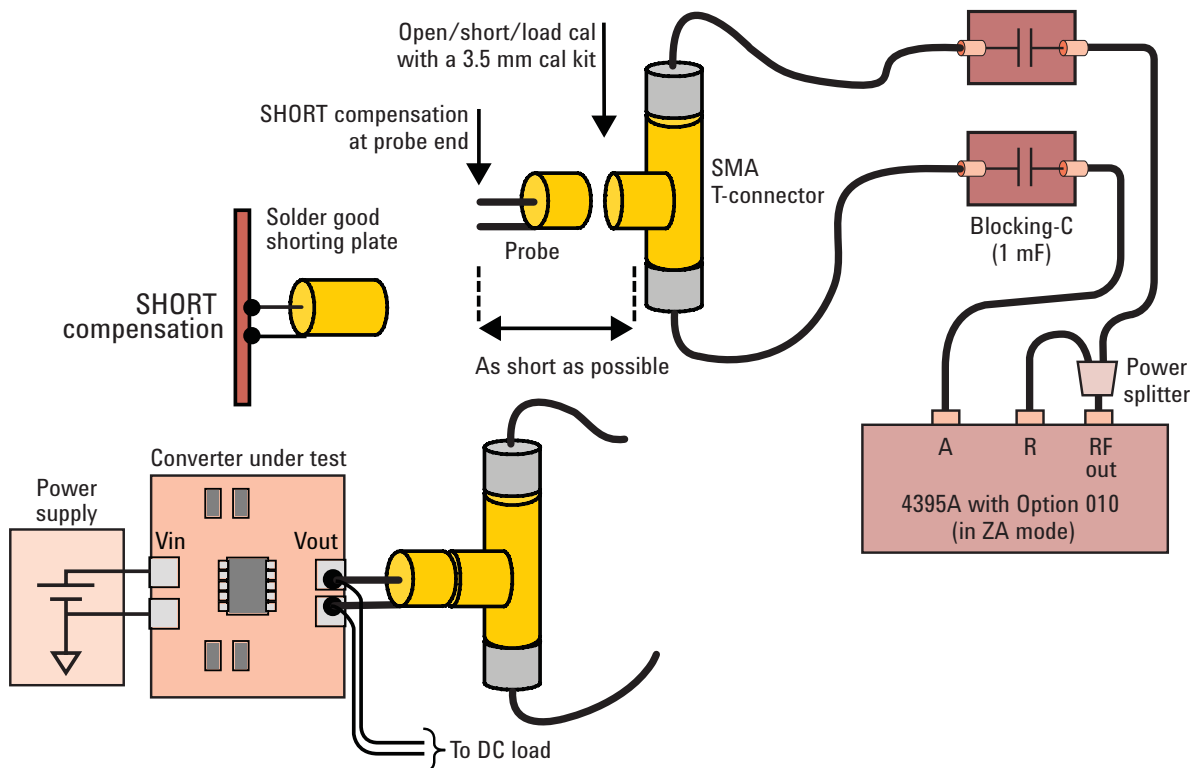 Open/short/load cal
with a 3.5 mm cal kit
SHORT compensation
at probe end
SMA
T-connector
Blocking-C
(1 mF)
Solder good
shorting plate
Probe
SHORT
compensation
As short as possible
Power
splitter
A
R
RF
out
4395A with Option 010
(in ZA mode)
Converter under test
Power
supply
Vin
Vout
To DC load